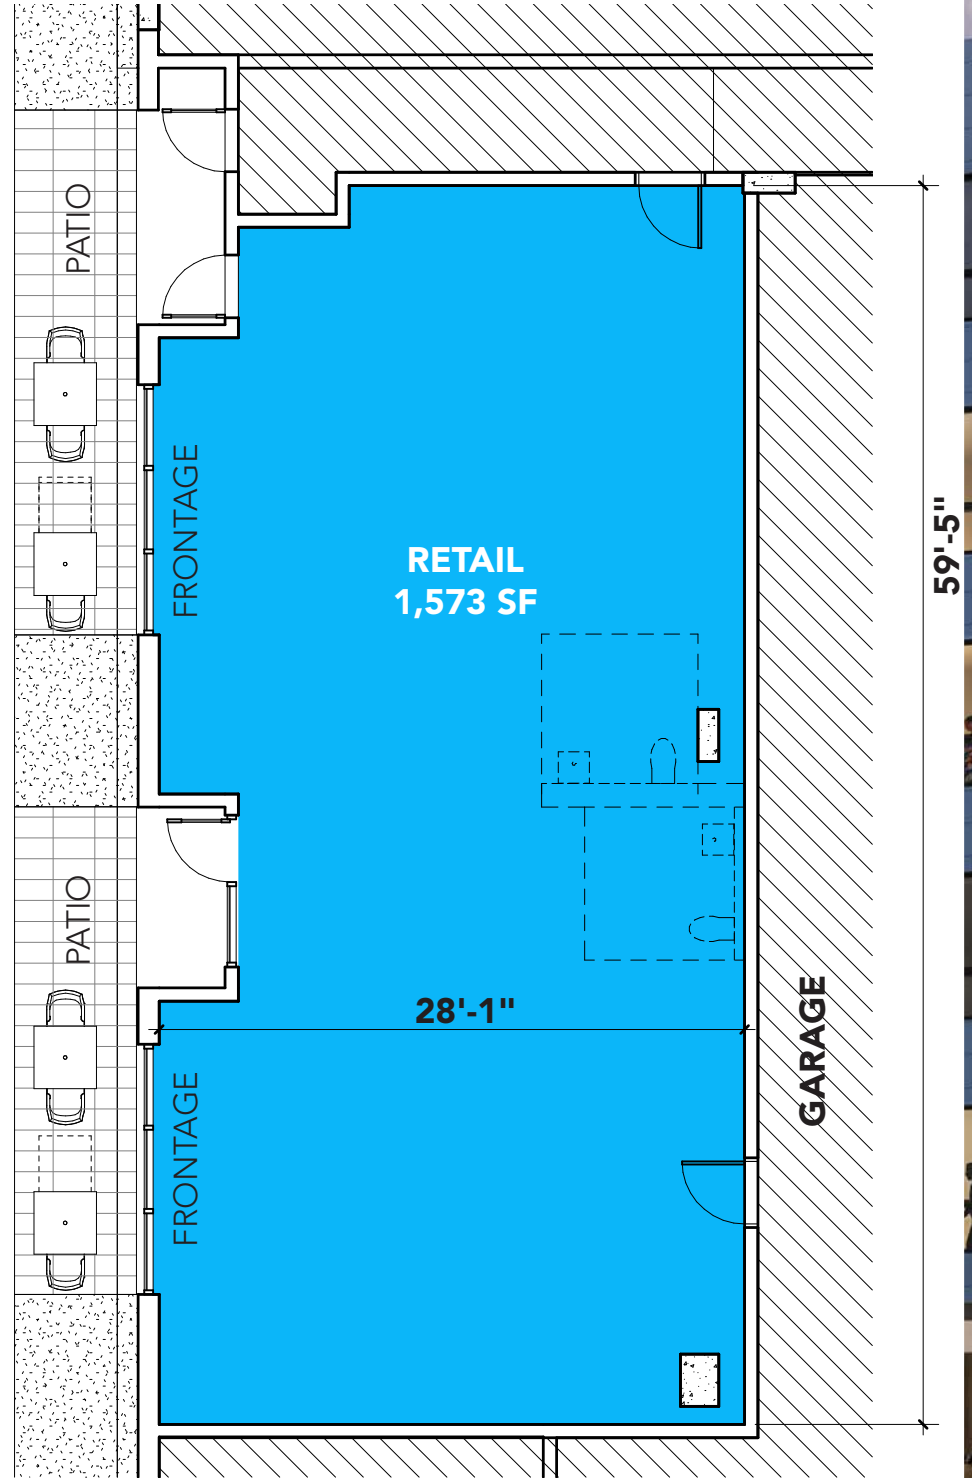 PATIO
FRONTAGE
RETAIL
1,573 SF
59'-5"
PATIO
28'-1"
GARAGE
FRONTAGE